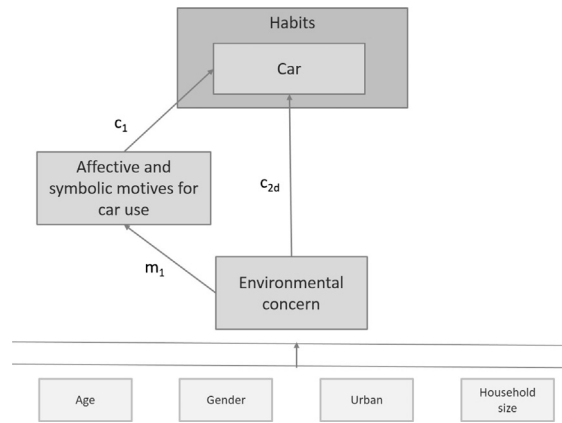 Habits
Car
c1
Affective and
symbolic motives for
car use
c2d
m1
Environmental
concern
Age
Gender
Urban
Household
size